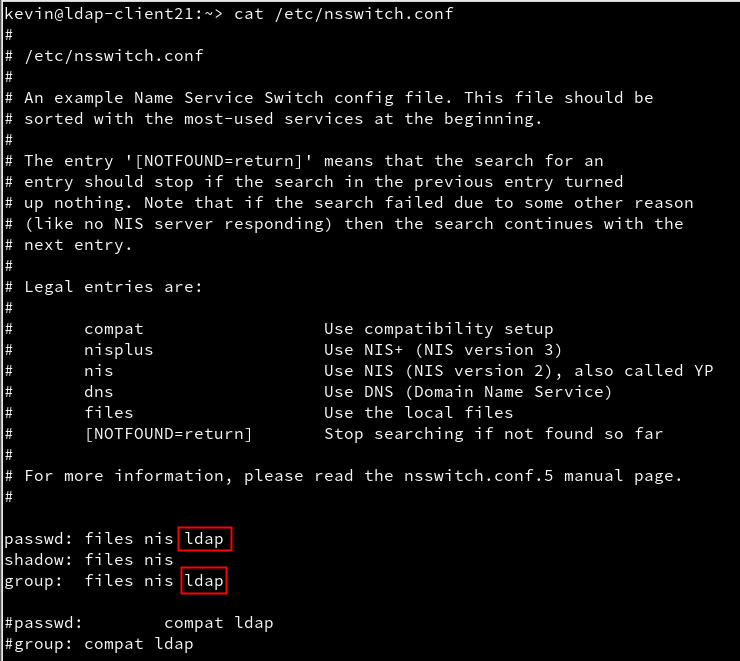 kevin@ldap-client21:~> cat /etc/nsswitch.conf
#
# /etc/nsswitch.conf
#
# An example Name Service Switch config file. This file should be
# sorted with the most-used services at the beginning.
#
# The entry '[NOTFOUND=return]' means that the search for an
# entry should stop if the search in the previous entry turned
# up nothing. Note that if the search failed due to some other reason
# (like no NIS server responding) then the search continues with the
# next entry.
#
# Legal entries are:
#
#       compat                  Use compatibility setup
#       nisplus                 Use NIS+ (NIS version 3)
#       nis                     Use NIS (NIS version 2), also called YP
#       dns                     Use DNS (Domain Name Service)
#       files                   Use the local files
#       [NOTFOUND=return]       Stop searching if not found so far
#
# For more information, please read the nsswitch.conf.5 manual page.
#
passwd: files nis ldap
shadow: files nis
group:  files nis ldap
#passwd:        compat ldap
#group: compat ldap